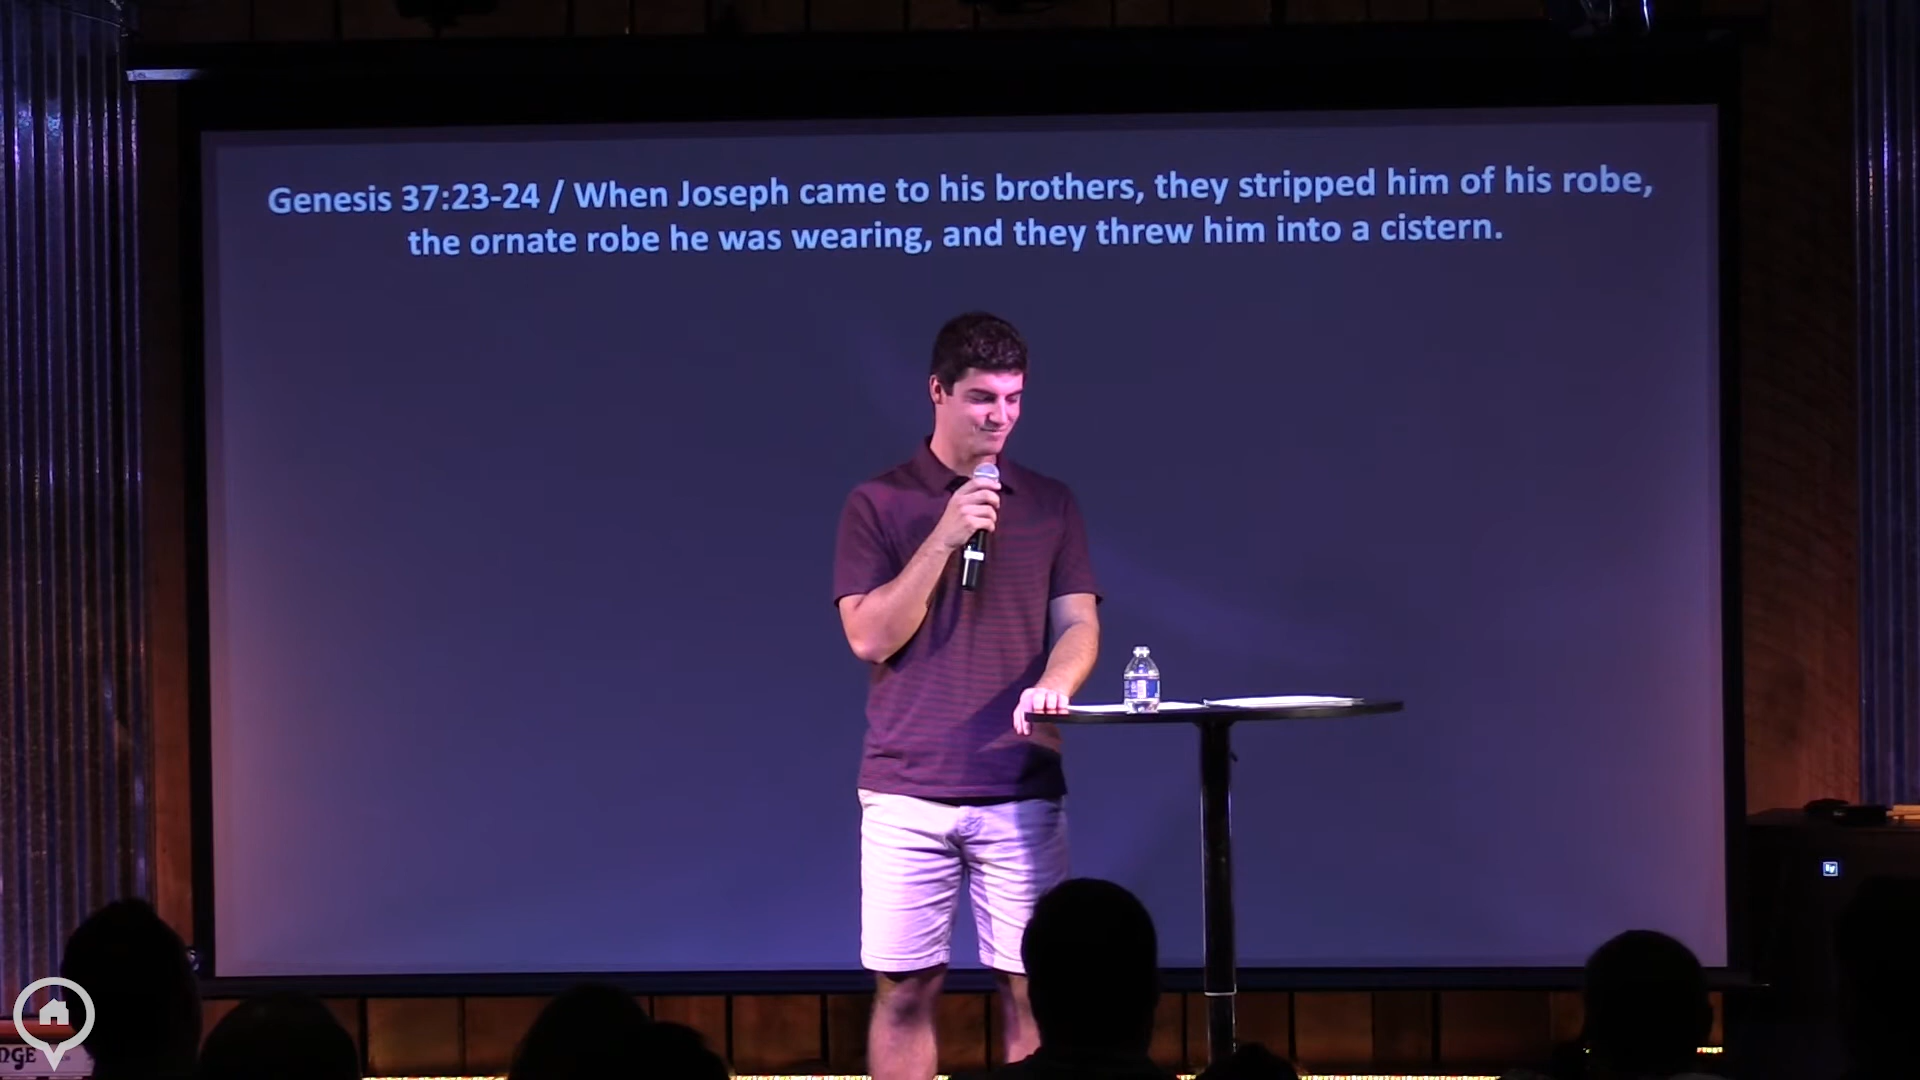 Genesis 37:23-24 / When Joseph came to his brothers, they stripped him of his robe,
the ornate robe he was wearing, and they threw him into a cistern.
NGE